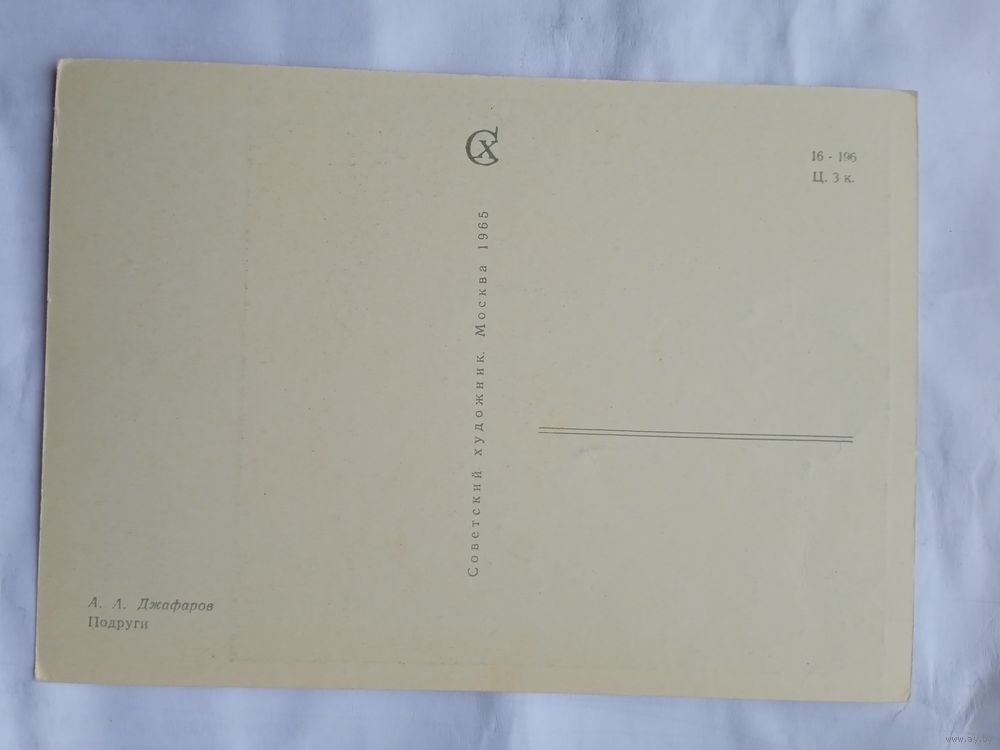 СХ
16 - 196
Ц. 3 к.
Советский художник. Москва 1965
А. Л. Джафаров
Подруги